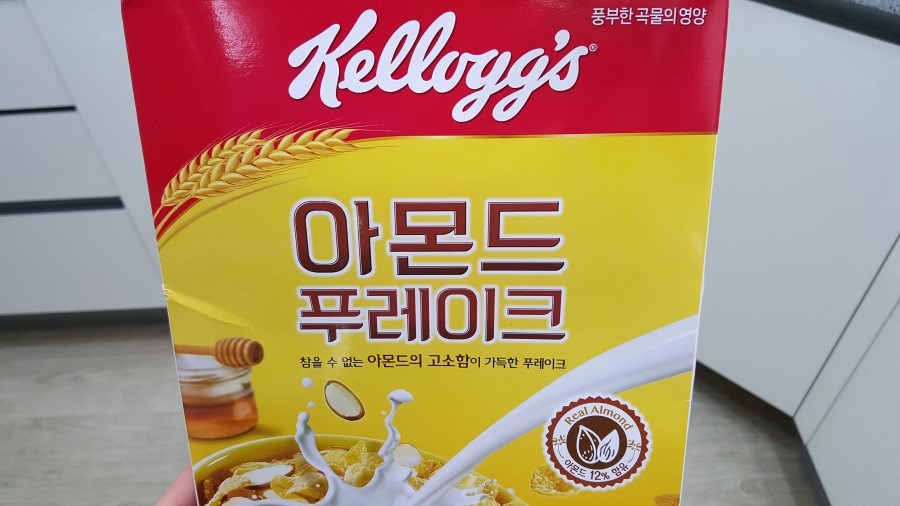 풍부한 곡물의 영양
Kellogg's®
아몬드
푸레이크
참을 수 없는 아몬드의 고소함이 가득한 푸레이크
Real Almond
아몬드 12% 함유